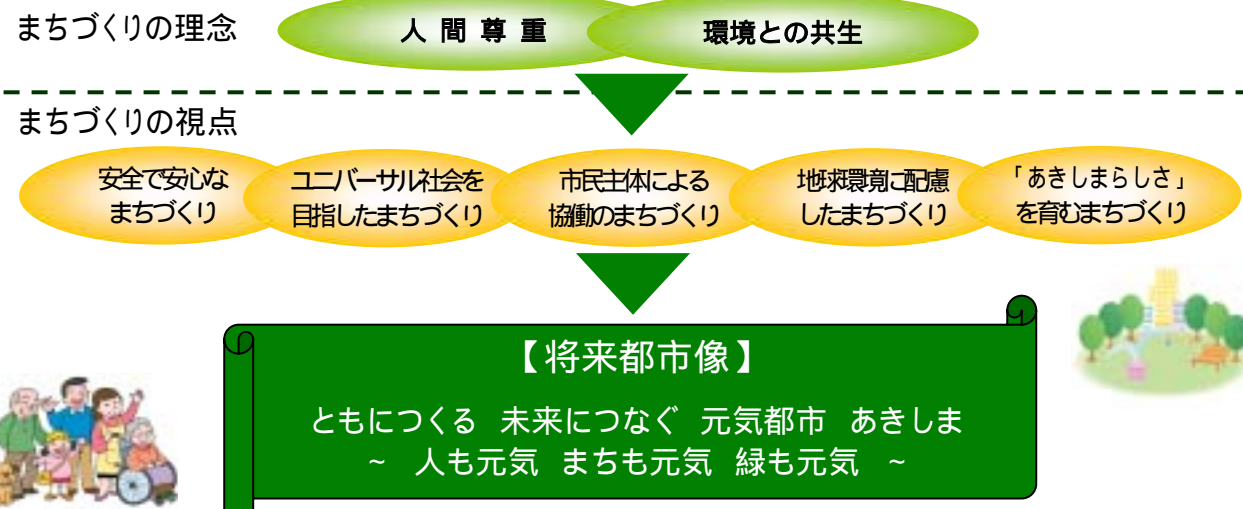 まちづくりの理念
人間尊重
環境との共生
まちづくりの視点
安全で安心な
まちづくり
ユニバーサル社会を
目指したまちづくり
市民主体による
協働のまちづくり
地球環境に配慮
したまちづくり
「あきしまらしさ」
を育むまちづくり
【将来都市像】
ともにつくる 未来につなぐ 元気都市 あきしま
~ 人も元気 まちも元気 緑も元気 ~